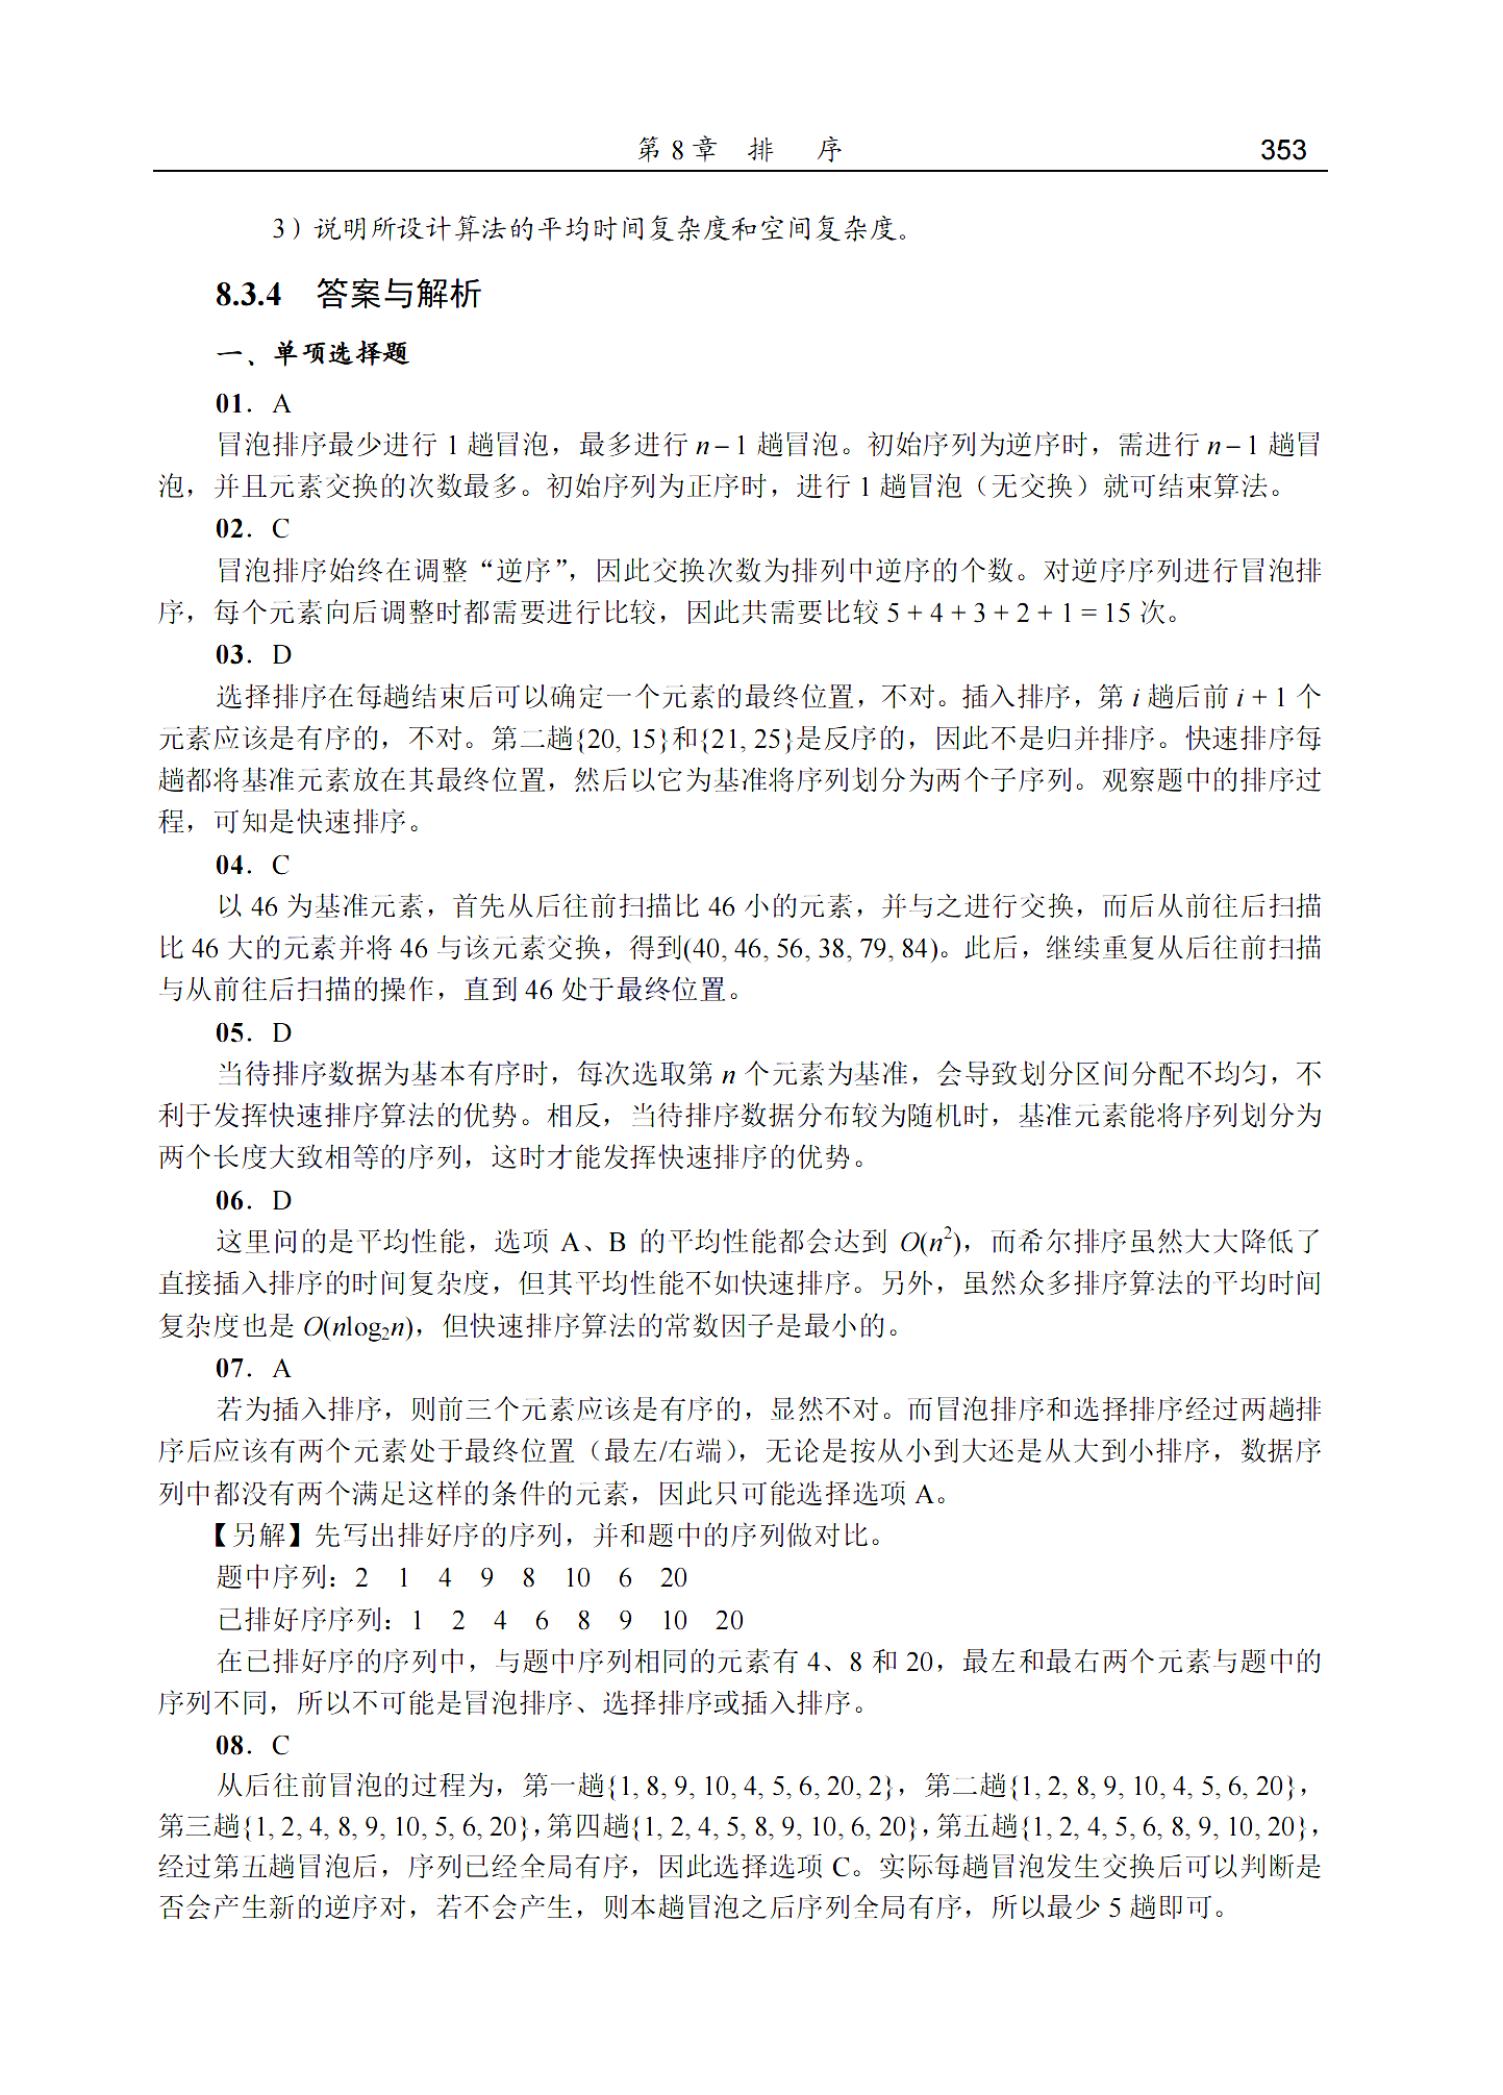 第 8 章 排 序 353
3）说明所设计算法的平均时间复杂度和空间复杂度。
8.3.4 答案与解析
一、单项选择题
01． A
冒泡排序最少进行 1 趟冒泡，最多进行 n – 1 趟冒泡。初始序列为逆序时，需进行 n – 1 趟冒
泡，并且元素交换的次数最多。初始序列为正序时，进行 1 趟冒泡（无交换）就可结束算法。
02． C
冒泡排序始终在调整“逆序”，因此交换次数为排列中逆序的个数。对逆序序列进行冒泡排
序，每个元素向后调整时都需要进行比较，因此共需要比较 5 + 4 + 3 + 2 + 1 = 15 次。
03． D
选择排序在每趟结束后可以确定一个元素的最终位置，不对。插入排序，第 i 趟后前 i + 1 个
元素应该是有序的，不对。第二趟{20, 15}和{21, 25}是反序的，因此不是归并排序。快速排序每
趟都将基准元素放在其最终位置，然后以它为基准将序列划分为两个子序列。观察题中的排序过
程，可知是快速排序。
04． C
以 46 为基准元素，首先从后往前扫描比 46 小的元素，并与之进行交换，而后从前往后扫描
比 46 大的元素并将 46 与该元素交换，得到(40, 46, 56, 38, 79, 84)。此后，继续重复从后往前扫描
与从前往后扫描的操作，直到 46 处于最终位置。
05． D
当待排序数据为基本有序时，每次选取第 n 个元素为基准，会导致划分区间分配不均匀，不
利于发挥快速排序算法的优势。相反，当待排序数据分布较为随机时，基准元素能将序列划分为
两个长度大致相等的序列，这时才能发挥快速排序的优势。
06． D
这里问的是平均性能，选项 A、B 的平均性能都会达到 O(n²)，而希尔排序虽然大大降低了
直接插入排序的时间复杂度，但其平均性能不如快速排序。另外，虽然众多排序算法的平均时间
复杂度也是 O(nlog₂n)，但快速排序算法的常数因子是最小的。
07． A
若为插入排序，则前三个元素应该是有序的，显然不对。而冒泡排序和选择排序经过两趟排
序后应该有两个元素处于最终位置（最左/右端），无论是按从小到大还是从大到小排序，数据序
列中都没有两个满足这样的条件的元素，因此只可能选择选项 A。
【另解】先写出排好序的序列，并和题中的序列做对比。
题中序列：2 1 4 9 8 10 6 20
已排好序序列：1 2 4 6 8 9 10 20
在已排好序的序列中，与题中序列相同的元素有 4、8 和 20，最左和最右两个元素与题中的
序列不同，所以不可能是冒泡排序、选择排序或插入排序。
08． C
从后往前冒泡的过程为，第一趟{1, 8, 9, 10, 4, 5, 6, 20, 2}，第二趟{1, 2, 8, 9, 10, 4, 5, 6, 20}，
第三趟{1, 2, 4, 8, 9, 10, 5, 6, 20}，第四趟{1, 2, 4, 5, 8, 9, 10, 6, 20}，第五趟{1, 2, 4, 5, 6, 8, 9, 10, 20}，
经过第五趟冒泡后，序列已经全局有序，因此选择选项 C。实际每趟冒泡发生交换后可以判断是
否会产生新的逆序对，若不会产生，则本趟冒泡之后序列全局有序，所以最少 5 趟即可。